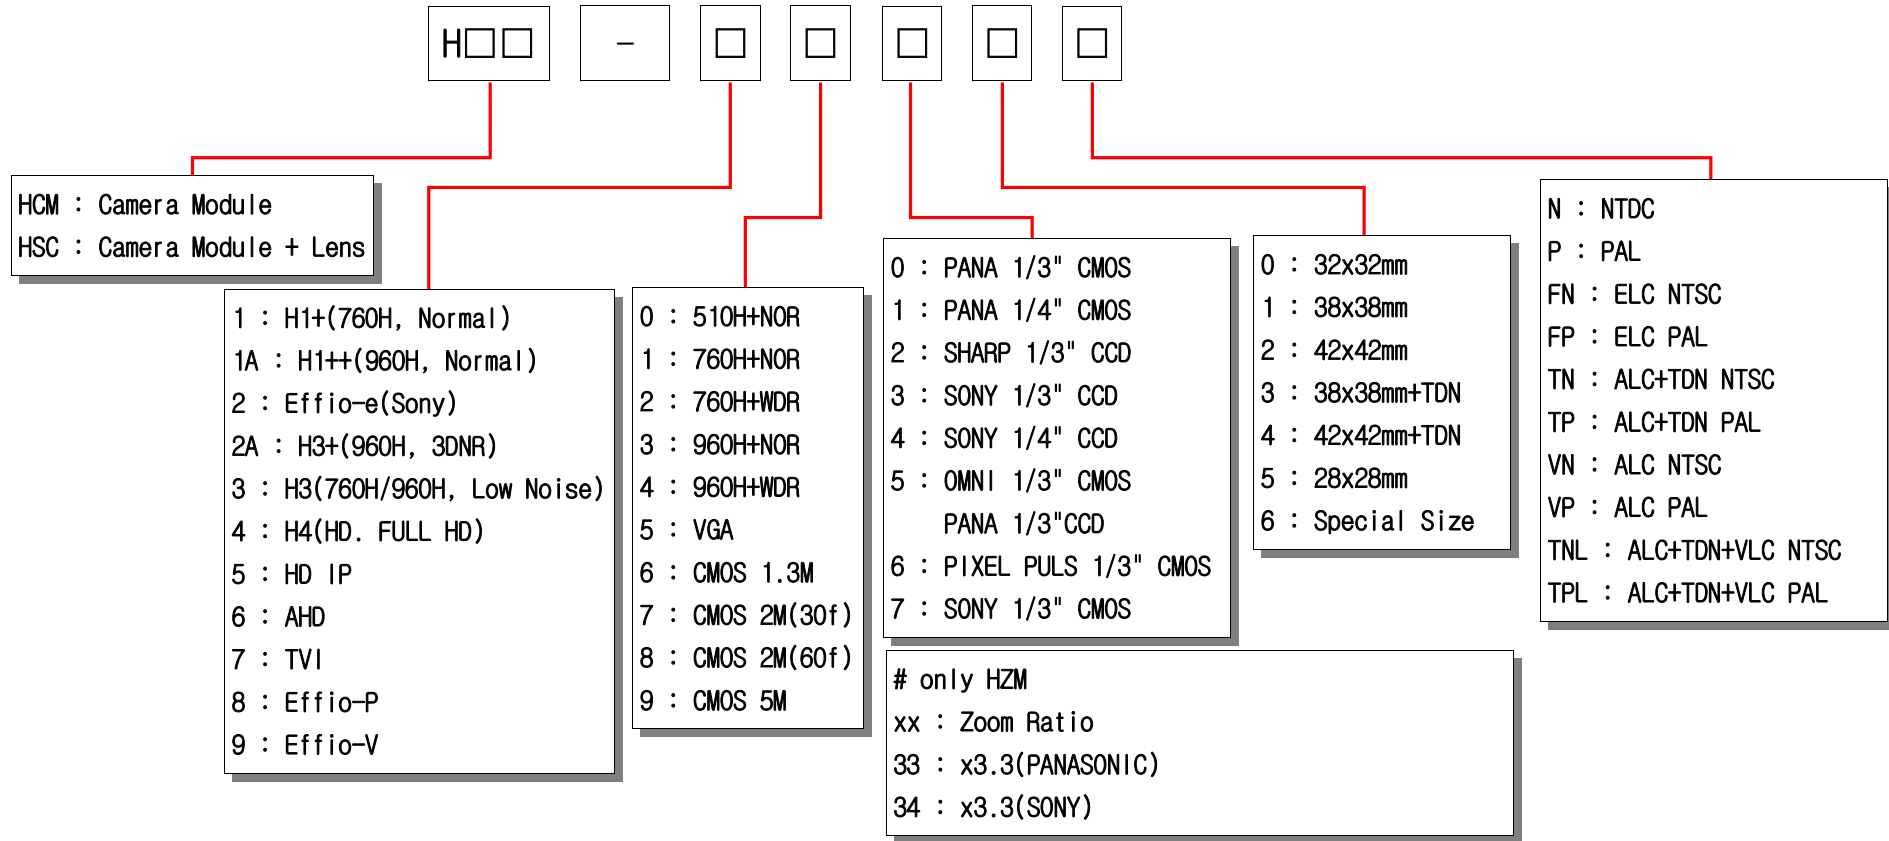 H□□ - □ □ □ □ □
HCM : Camera Module
HSC : Camera Module + Lens
1 : H1+(760H, Normal)
1A : H1++(960H, Normal)
2 : Effio-e(Sony)
2A : H3+(960H, 3DNR)
3 : H3(760H/960H, Low Noise)
4 : H4(HD. FULL HD)
5 : HD IP
6 : AHD
7 : TVI
8 : Effio-P
9 : Effio-V
0 : 510H+NOR
1 : 760H+NOR
2 : 760H+WDR
3 : 960H+NOR
4 : 960H+WDR
5 : VGA
6 : CMOS 1.3M
7 : CMOS 2M(30f)
8 : CMOS 2M(60f)
9 : CMOS 5M
0 : PANA 1/3" CMOS
1 : PANA 1/4" CMOS
2 : SHARP 1/3" CCD
3 : SONY 1/3" CCD
4 : SONY 1/4" CCD
5 : OMNI 1/3" CMOS
PANA 1/3"CCD
6 : PIXEL PULS 1/3" CMOS
7 : SONY 1/3" CMOS
# only HZM
xx : Zoom Ratio
33 : x3.3(PANASONIC)
34 : x3.3(SONY)
0 : 32x32mm
1 : 38x38mm
2 : 42x42mm
3 : 38x38mm+TDN
4 : 42x42mm+TDN
5 : 28x28mm
6 : Special Size
N : NTDC
P : PAL
FN : ELC NTSC
FP : ELC PAL
TN : ALC+TDN NTSC
TP : ALC+TDN PAL
VN : ALC NTSC
VP : ALC PAL
TNL : ALC+TDN+VLC NTSC
TPL : ALC+TDN+VLC PAL